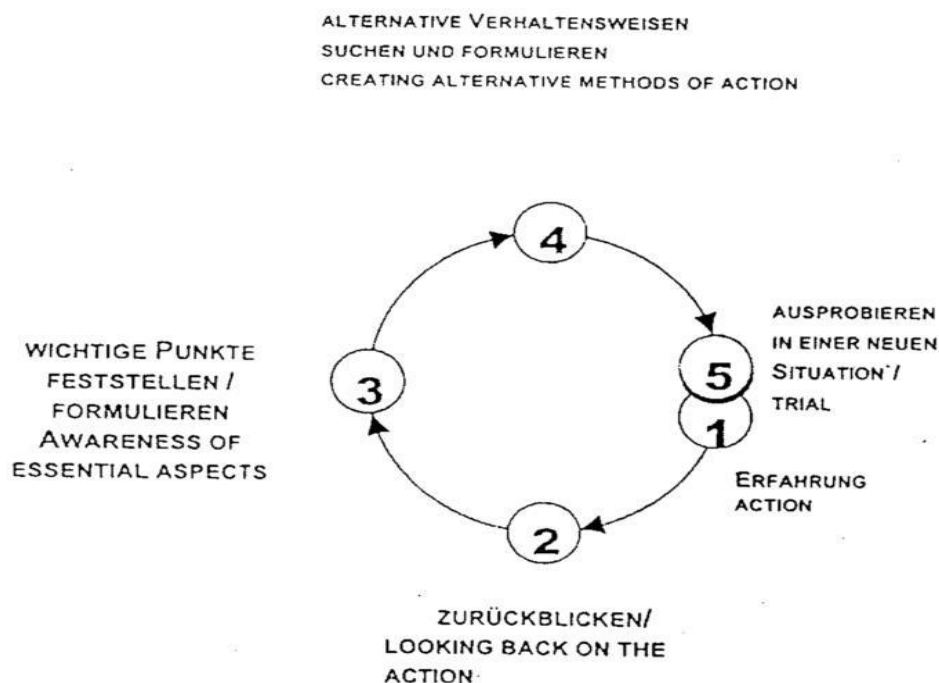 ALTERNATIVE VERHALTENSWEISEN
SUCHEN UND FORMULIEREN
CREATING ALTERNATIVE METHODS OF ACTION
4
AUSPROBIEREN
IN EINER NEUEN
SITUATION /
TRIAL
5
WICHTIGE PUNKTE
FESTSTELLEN /
FORMULIEREN
AWARENESS OF
ESSENTIAL ASPECTS
3
1
ERFAHRUNG
ACTION
2
ZURÜCKBLICKEN/
LOOKING BACK ON THE
ACTION